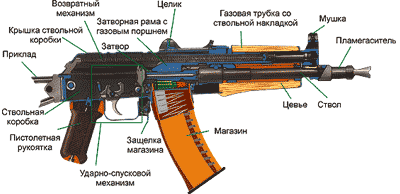 Возвратный
механизм
Целик
Затворная рама с
газовым поршнем
Газовая трубка со
ствольной накладкой
Мушка
Крышка ствольной
коробки
Затвор
Пламегаситель
Приклад
Ствольная
коробка
Ствол
Пистолетная
рукоятка
Цевье
Защелка
магазина
Магазин
Ударно-спусковой
механизм